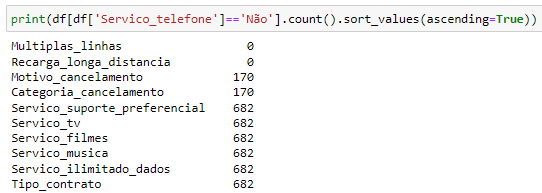 print(df[df['Servico_telefone']=='Não'].count().sort_values(ascending=True))
Multiplas_linhas 0
Recarga_longa_distancia 0
Motivo_cancelamento 170
Categoria_cancelamento 170
Servico_suporte_preferencial 682
Servico_tv 682
Servico_filmes 682
Servico_musica 682
Servico_ilimitado_dados 682
Tipo_contrato 682